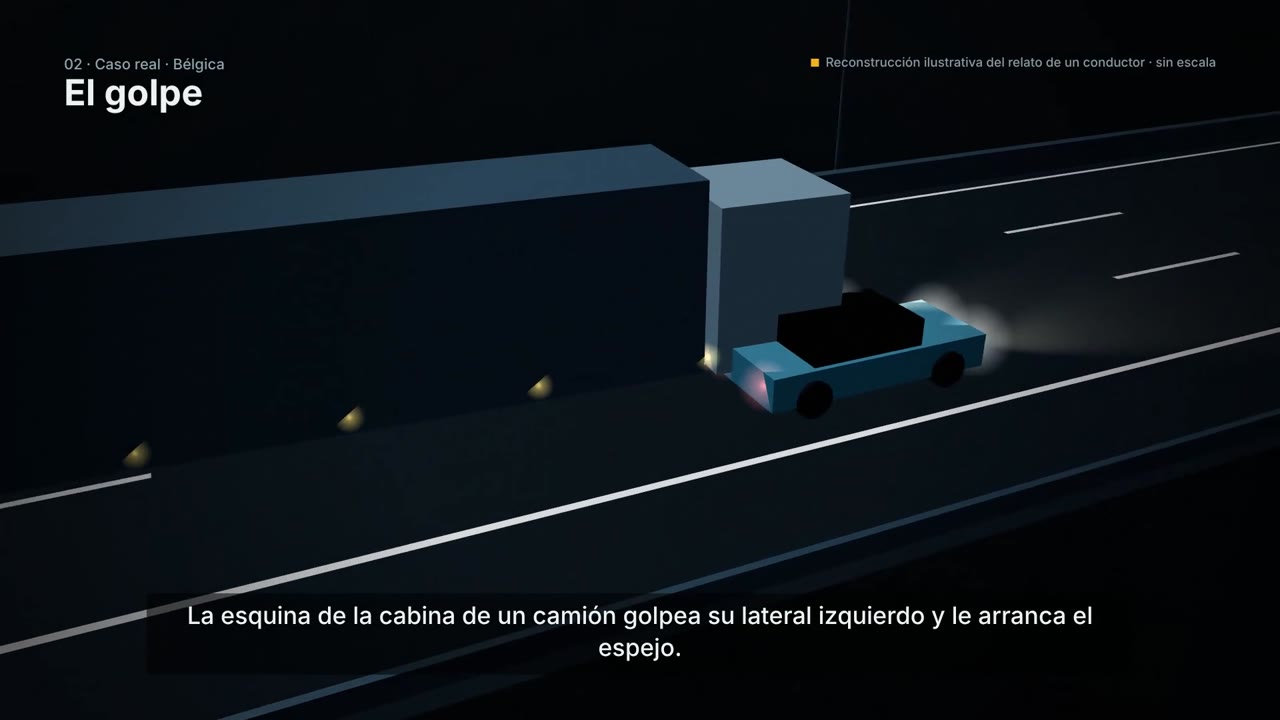 02 · Caso real · Bélgica
El golpe
Reconstrucción ilustrativa del relato de un conductor · sin escala
La esquina de la cabina de un camión golpea su lateral izquierdo y le arranca el
espejo.